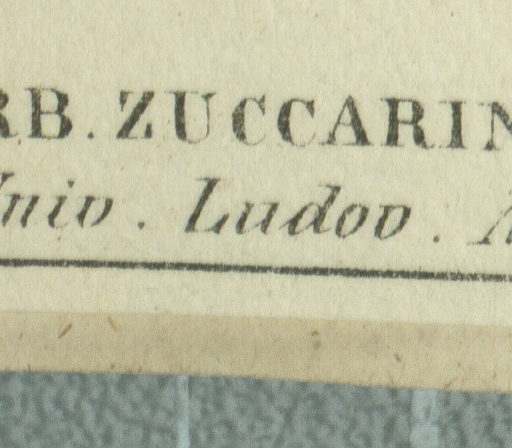 RB. ZUCCARIN
Univ. Ludov.